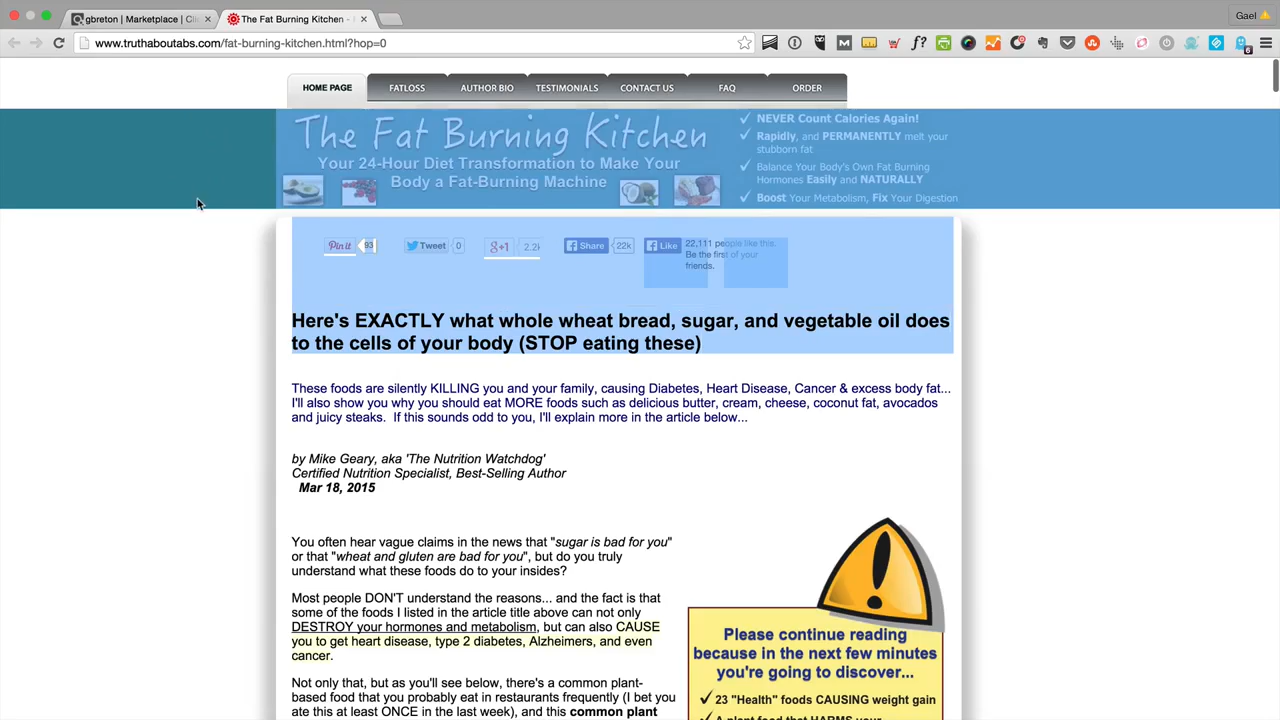 gbreton | Marketplace | Cli
The Fat Burning Kitchen -
Gael
www.truthaboutabs.com/fat-burning-kitchen.html?hop=0
6
HOME PAGE
FATLOSS
AUTHOR BIO
TESTIMONIALS
CONTACT US
FAQ
ORDER
The Fat Burning Kitchen
Your 24-Hour Diet Transformation to Make Your
Body a Fat-Burning Machine
NEVER Count Calories Again!
Rapidly, and PERMANENTLY melt your
stubborn fat
Balance Your Body's Own Fat Burning
Hormones Easily and NATURALLY
Boost Your Metabolism, Fix Your Digestion
Pin it 93
Tweet 0
g+1 2.2k
Share 22k
Like 22,111 people like this.
Be the first of your
friends.
Here's EXACTLY what whole wheat bread, sugar, and vegetable oil does
to the cells of your body (STOP eating these)
These foods are silently KILLING you and your family, causing Diabetes, Heart Disease, Cancer & excess body fat...
I'll also show you why you should eat MORE foods such as delicious butter, cream, cheese, coconut fat, avocados
and juicy steaks. If this sounds odd to you, I'll explain more in the article below...
by Mike Geary, aka 'The Nutrition Watchdog'
Certified Nutrition Specialist, Best-Selling Author
Mar 18, 2015
You often hear vague claims in the news that "sugar is bad for you"
or that "wheat and gluten are bad for you", but do you truly
understand what these foods do to your insides?
Most people DON'T understand the reasons... and the fact is that
some of the foods I listed in the article title above can not only
DESTROY your hormones and metabolism, but can also CAUSE
you to get heart disease, type 2 diabetes, Alzheimers, and even
cancer.
Not only that, but as you'll see below, there's a common plant-
based food that you probably eat in restaurants frequently (I bet you
ate this at least ONCE in the last week), and this common plant
Please continue reading
because in the next few minutes
you're going to discover...
23 "Health" foods CAUSING weight gain
A plant food that HARMS your